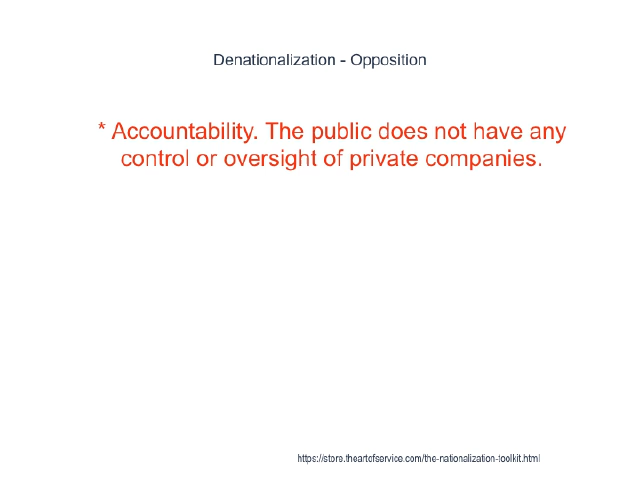 Denationalization - Opposition
* Accountability. The public does not have any
control or oversight of private companies.
https://store.theartofservice.com/the-nationalization-toolkit.html